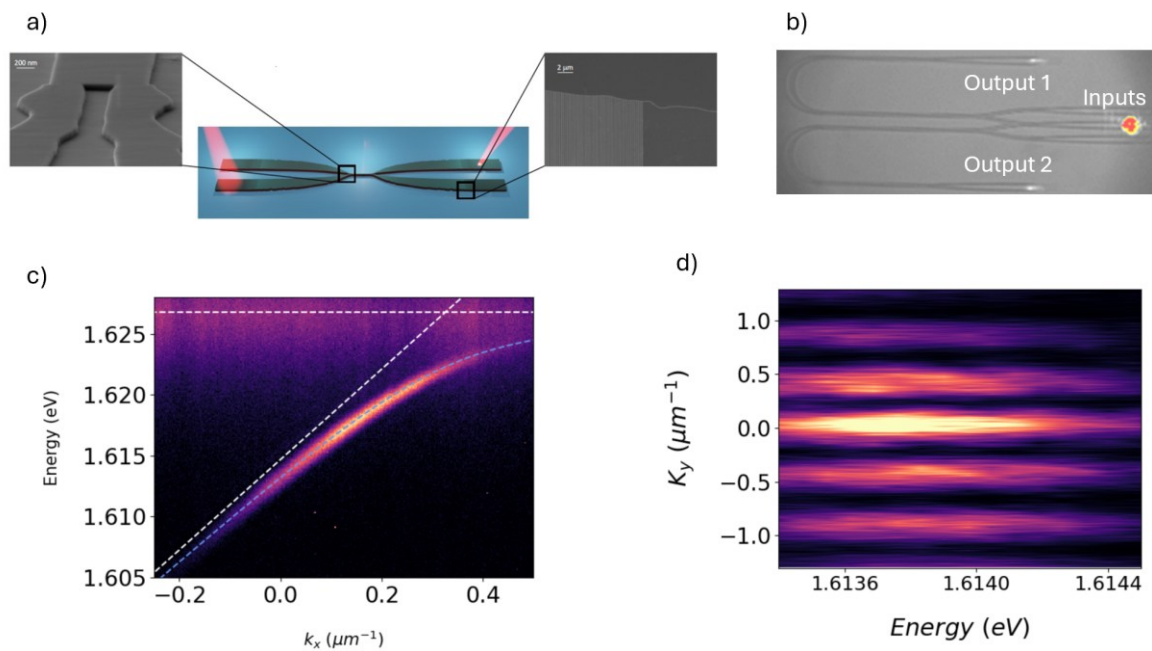 a)
200 nm
2 μm
b)
Output 1
Inputs
Output 2
c)
1.625
1.620
1.615
1.610
1.605
Energy (eV)
−0.2
0.0
0.2
0.4
kₓ (μm⁻¹)
d)
1.0
0.5
0.0
−0.5
−1.0
K_y (μm⁻¹)
1.6136
1.6140
1.6144
Energy (eV)